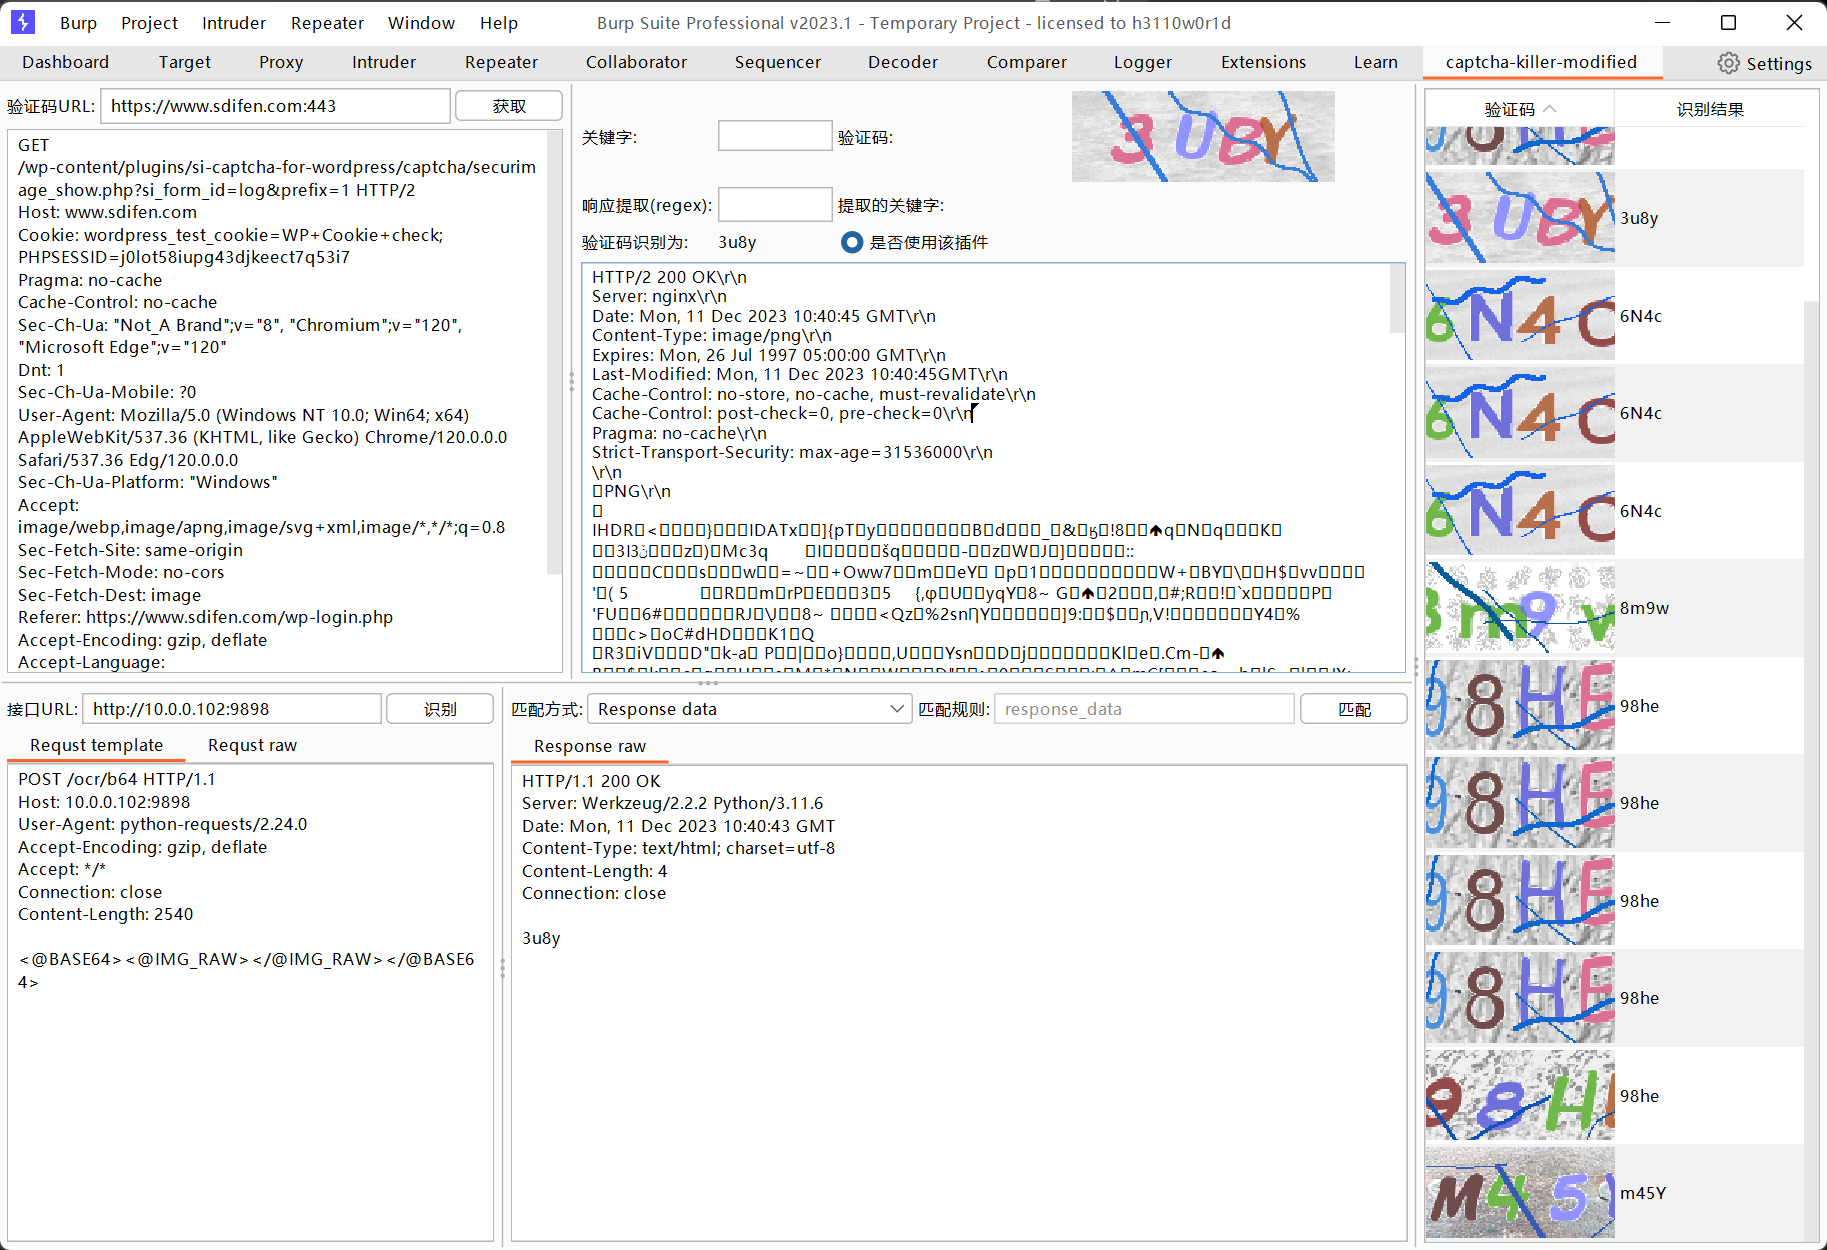 Burp Project Intruder Repeater Window Help Burp Suite Professional v2023.1 - Temporary Project - licensed to h3110w0r1d
Dashboard Target Proxy Intruder Repeater Collaborator Sequencer Decoder Comparer Logger Extensions Learn captcha-killer-modified Settings
验证码URL: https://www.sdifen.com:443 获取
GET
/wp-content/plugins/si-captcha-for-wordpress/captcha/securim
age_show.php?si_form_id=log&prefix=1 HTTP/2
Host: www.sdifen.com
Cookie: wordpress_test_cookie=WP+Cookie+check;
PHPSESSID=j0lot58iupg43djkeect7q53i7
Pragma: no-cache
Cache-Control: no-cache
Sec-Ch-Ua: "Not_A Brand";v="8", "Chromium";v="120",
"Microsoft Edge";v="120"
Dnt: 1
Sec-Ch-Ua-Mobile: ?0
User-Agent: Mozilla/5.0 (Windows NT 10.0; Win64; x64)
AppleWebKit/537.36 (KHTML, like Gecko) Chrome/120.0.0.0
Safari/537.36 Edg/120.0.0.0
Sec-Ch-Ua-Platform: "Windows"
Accept:
image/webp,image/apng,image/svg+xml,image/*,*/*;q=0.8
Sec-Fetch-Site: same-origin
Sec-Fetch-Mode: no-cors
Sec-Fetch-Dest: image
Referer: https://www.sdifen.com/wp-login.php
Accept-Encoding: gzip, deflate
Accept-Language:
关键字: 验证码: 3UBY
响应提取(regex): 提取的关键字:
验证码识别为: 3u8y 是否使用该插件
HTTP/2 200 OK\r\n
Server: nginx\r\n
Date: Mon, 11 Dec 2023 10:40:45 GMT\r\n
Content-Type: image/png\r\n
Expires: Mon, 26 Jul 1997 05:00:00 GMT\r\n
Last-Modified: Mon, 11 Dec 2023 10:40:45GMT\r\n
Cache-Control: no-store, no-cache, must-revalidate\r\n
Cache-Control: post-check=0, pre-check=0\r\n
Pragma: no-cache\r\n
Strict-Transport-Security: max-age=31536000\r\n
\r\n
PNG\r\n
验证码 识别结果
3UBY 3u8y
6N4C 6N4c
6N4C 6N4c
6N4C 6N4c
8m9w
98HE 98he
98HE 98he
98HE 98he
98HE 98he
98H 98he
M45 m45Y
接口URL: http://10.0.0.102:9898 识别
Requst template Requst raw
POST /ocr/b64 HTTP/1.1
Host: 10.0.0.102:9898
User-Agent: python-requests/2.24.0
Accept-Encoding: gzip, deflate
Accept: */*
Connection: close
Content-Length: 2540
<@BASE64><@IMG_RAW></@IMG_RAW></@BASE6
4>
匹配方式: Response data 匹配规则: response_data 匹配
Response raw
HTTP/1.1 200 OK
Server: Werkzeug/2.2.2 Python/3.11.6
Date: Mon, 11 Dec 2023 10:40:43 GMT
Content-Type: text/html; charset=utf-8
Content-Length: 4
Connection: close
3u8y